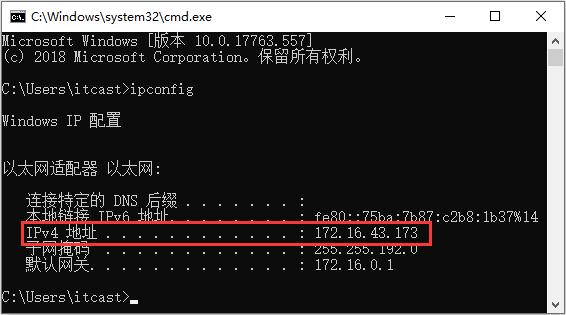 C:\Windows\system32\cmd.exe
Microsoft Windows [版本 10.0.17763.557]
(c) 2018 Microsoft Corporation。保留所有权利。
C:\Users\itcast>ipconfig
Windows IP 配置
以太网适配器 以太网:
连接特定的 DNS 后缀 . . . . . . . :
本地链接 IPv6 地址. . . . . . . . : fe80::75ba:7b87:c2b8:1b37%14
IPv4 地址 . . . . . . . . . . . . : 172.16.43.173
子网掩码 . . . . . . . . . . . . : 255.255.192.0
默认网关. . . . . . . . . . . . . : 172.16.0.1
C:\Users\itcast>